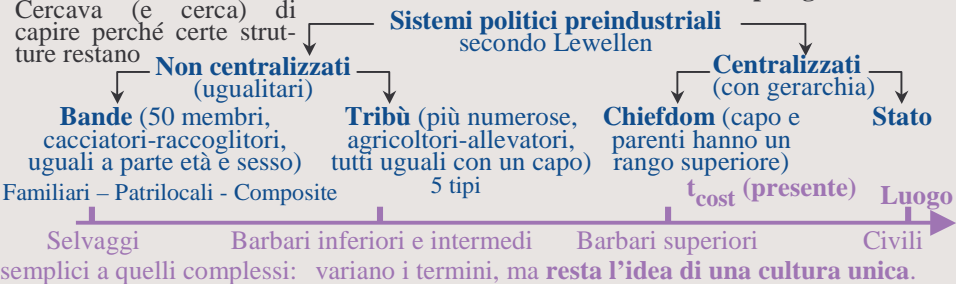 Cercava (e cerca) di
capire perché certe strut-
ture restano
Sistemi politici preindustriali
secondo Lewellen
Non centralizzati
(ugualitari)
Centralizzati
(con gerarchia)
Bande (50 membri,
cacciatori-raccoglitori,
uguali a parte età e sesso)
Familiari – Patrilocali - Composite
Tribù (più numerose,
agricoltori-allevatori,
tutti uguali con un capo)
5 tipi
Chiefdom (capo e
parenti hanno un
rango superiore)
Stato
t_cost (presente)
Luogo
Selvaggi
Barbari inferiori e intermedi
Barbari superiori
Civili
semplici a quelli complessi: variano i termini, ma resta l'idea di una cultura unica.